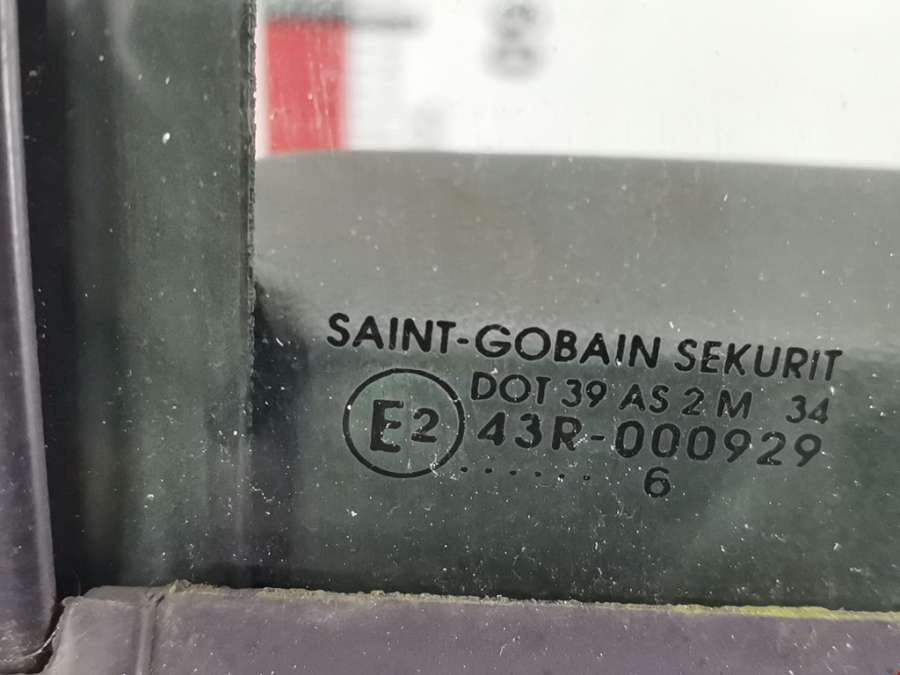 SAINT-GOBAIN SEKURIT
DOT 39 AS 2 M 34
E2 43R-000929
....... 6